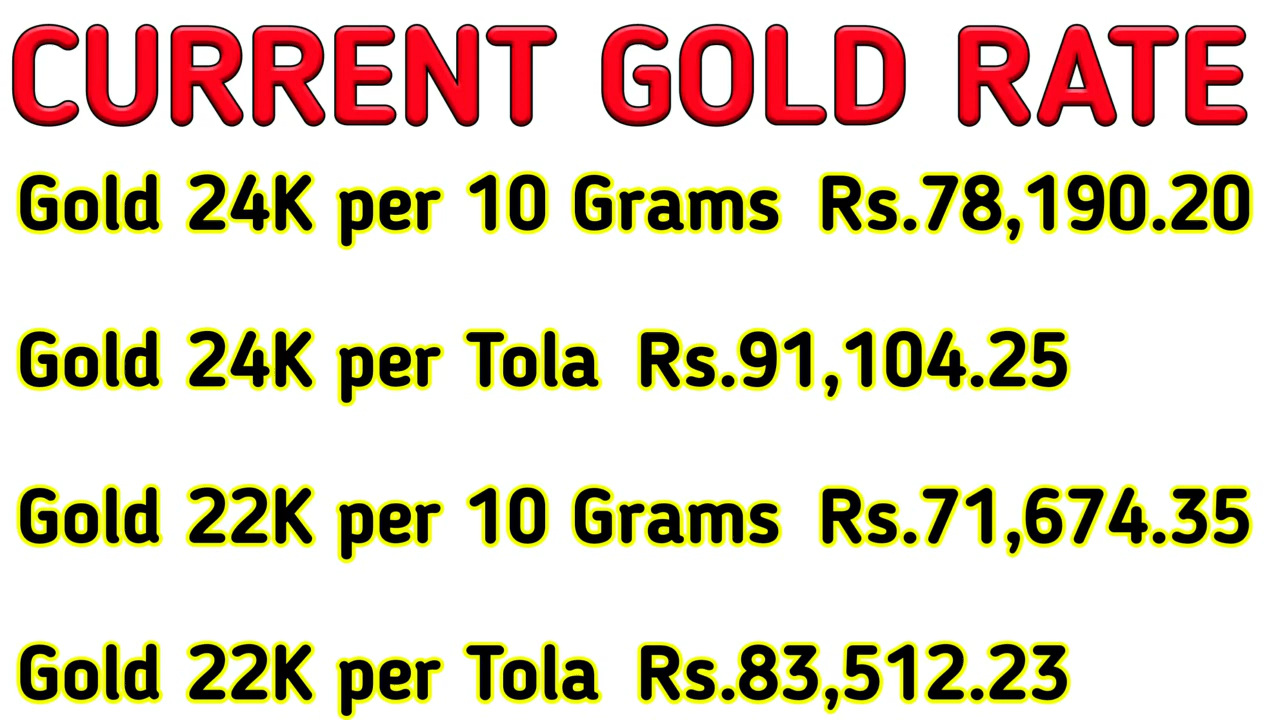 CURRENT GOLD RATE
Gold 24K per 10 Grams Rs.78,190.20
Gold 24K per Tola Rs.91,104.25
Gold 22K per 10 Grams Rs.71,674.35
Gold 22K per Tola Rs.83,512.23